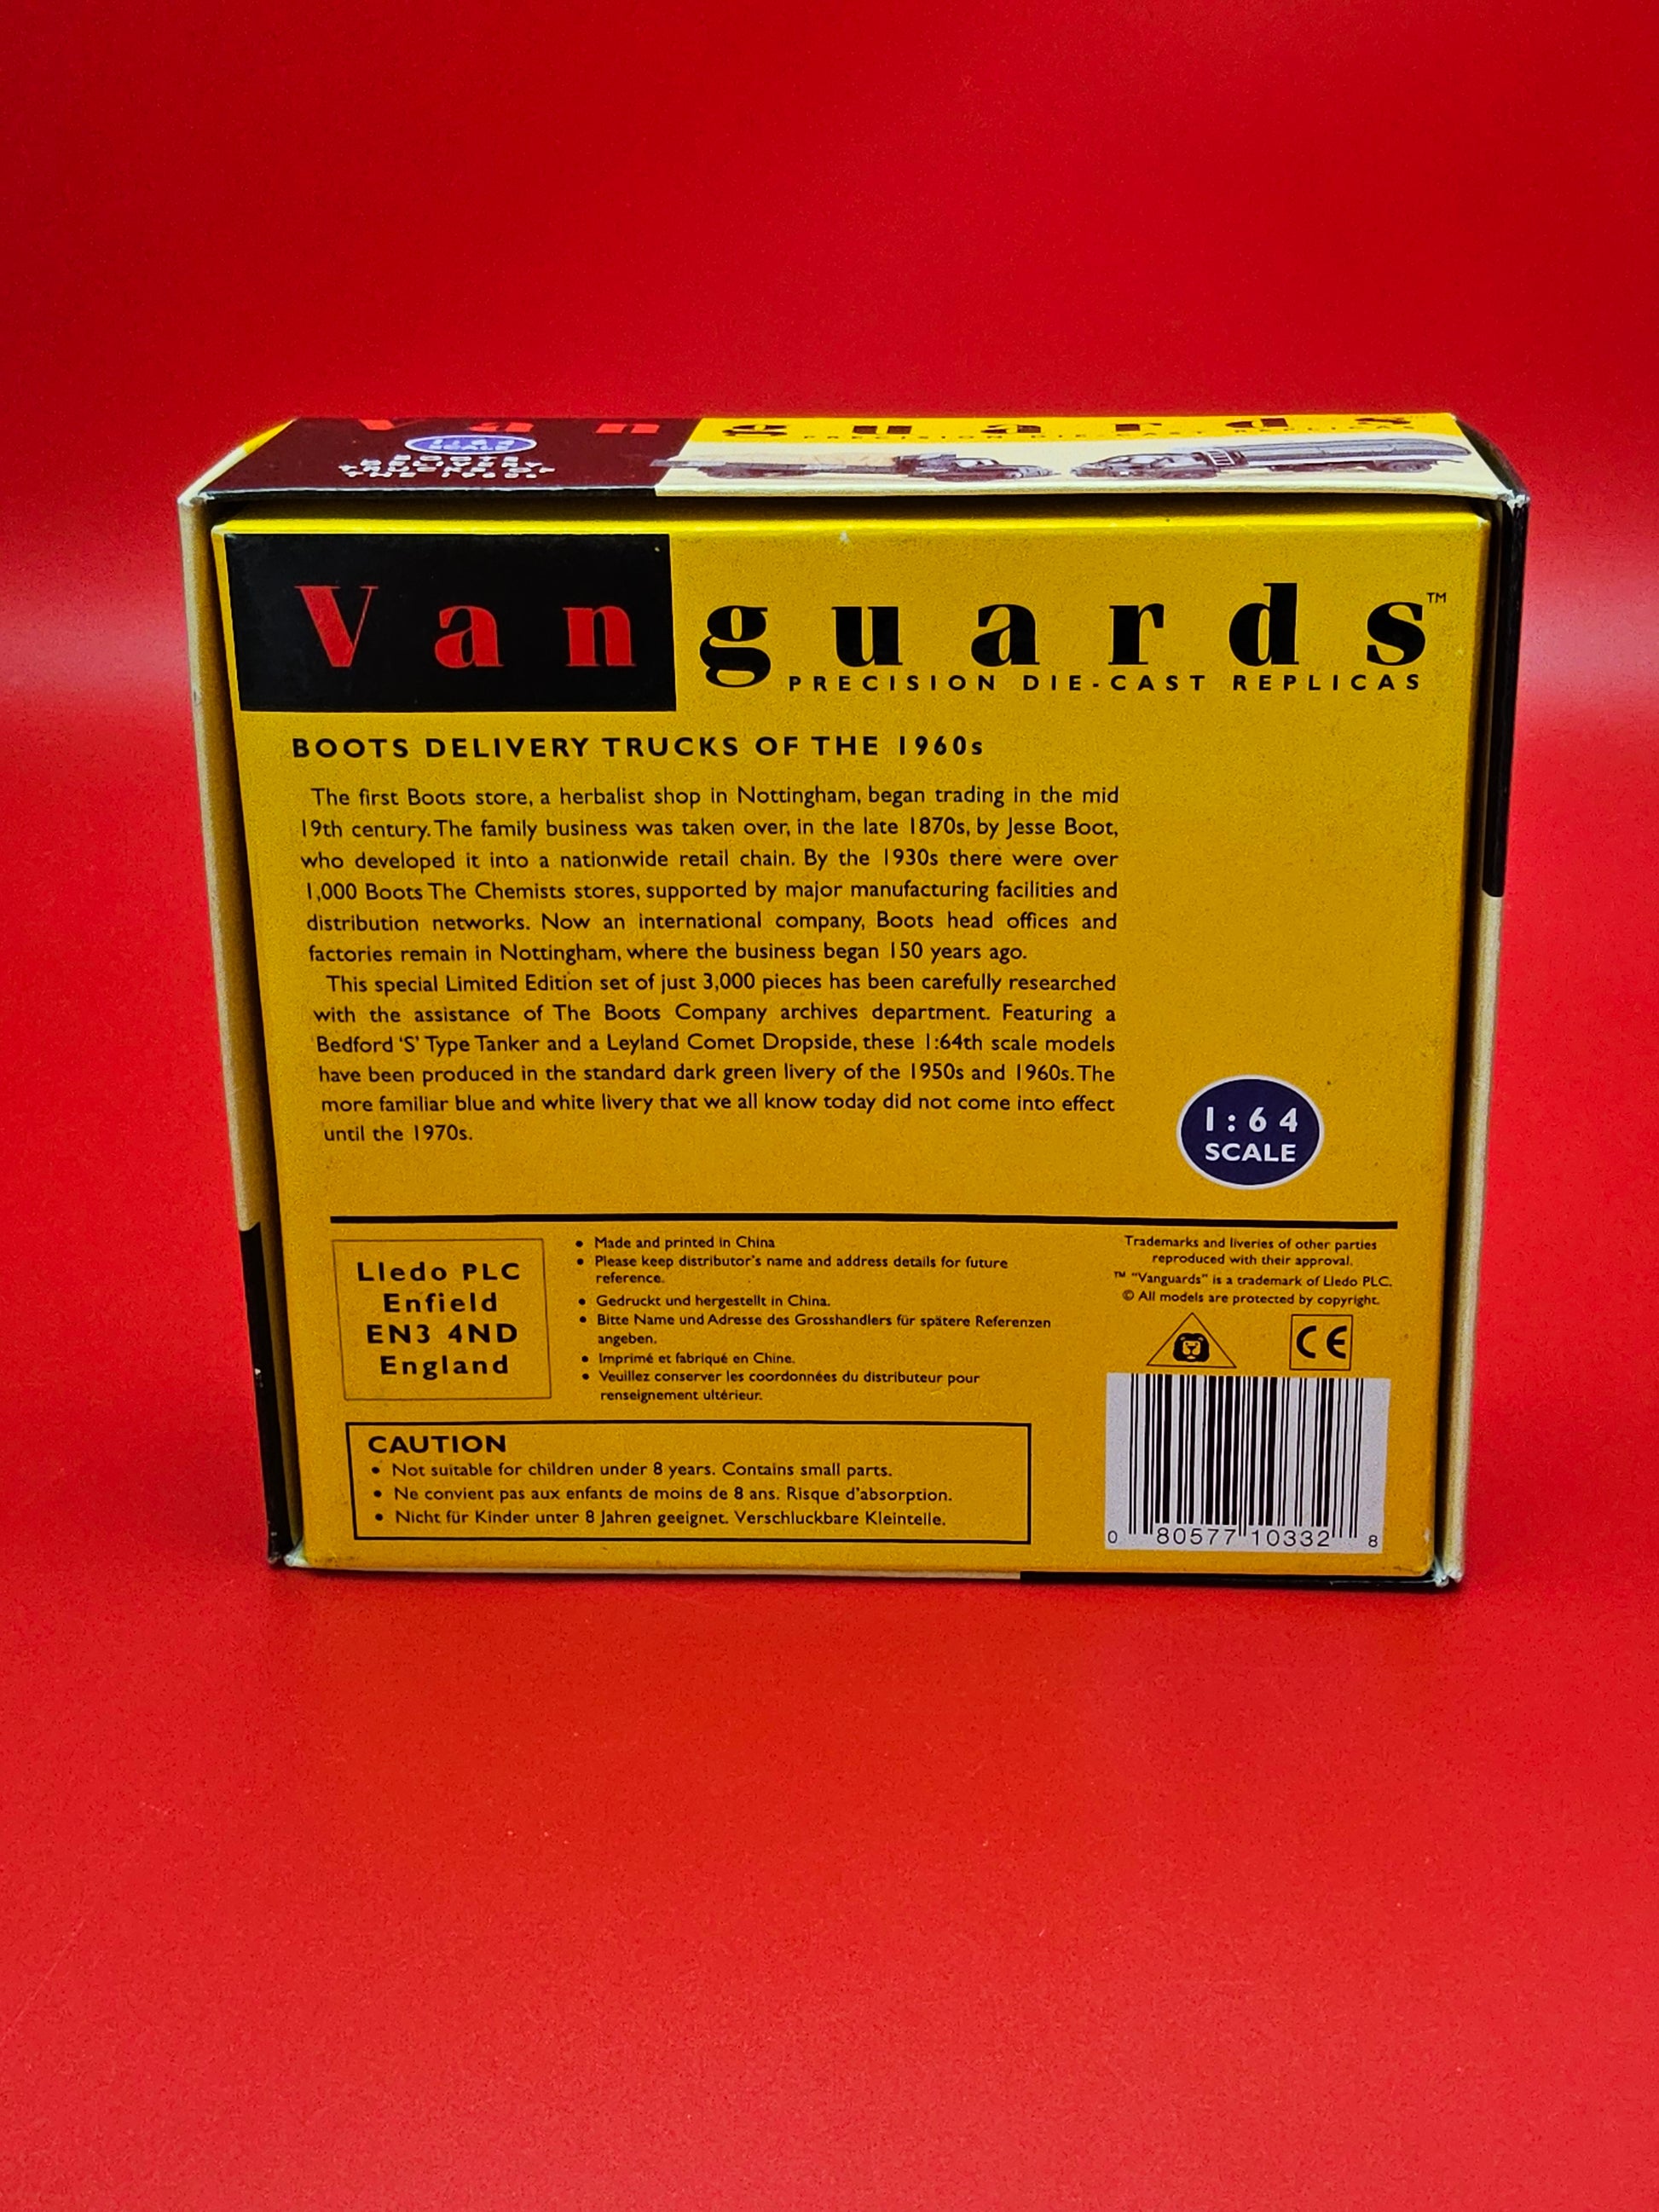 Vanguards
PRECISION DIE-CAST REPLICAS
1:64
SCALE
BOOTS
DELIVERY
TRUCKS OF
THE 1960s
Vanguards™
PRECISION DIE-CAST REPLICAS
BOOTS DELIVERY TRUCKS OF THE 1960s
The first Boots store, a herbalist shop in Nottingham, began trading in the mid
19th century. The family business was taken over, in the late 1870s, by Jesse Boot,
who developed it into a nationwide retail chain. By the 1930s there were over
1,000 Boots The Chemists stores, supported by major manufacturing facilities and
distribution networks. Now an international company, Boots head offices and
factories remain in Nottingham, where the business began 150 years ago.
This special Limited Edition set of just 3,000 pieces has been carefully researched
with the assistance of The Boots Company archives department. Featuring a
Bedford 'S' Type Tanker and a Leyland Comet Dropside, these 1:64th scale models
have been produced in the standard dark green livery of the 1950s and 1960s. The
more familiar blue and white livery that we all know today did not come into effect
until the 1970s.
1:64
SCALE
Lledo PLC
Enfield
EN3 4ND
England
• Made and printed in China
• Please keep distributor's name and address details for future
reference.
• Gedruckt und hergestellt in China.
• Bitte Name und Adresse des Grosshandlers für spätere Referenzen
angeben.
• Imprimé et fabriqué en Chine.
• Veuillez conserver les coordonnées du distributeur pour
renseignement ultérieur.
Trademarks and liveries of other parties
reproduced with their approval.
™ "Vanguards" is a trademark of Lledo PLC.
© All models are protected by copyright.
CE
CAUTION
• Not suitable for children under 8 years. Contains small parts.
• Ne convient pas aux enfants de moins de 8 ans. Risque d'absorption.
• Nicht für Kinder unter 8 Jahren geeignet. Verschluckbare Kleinteile.
0 80577 10332 8